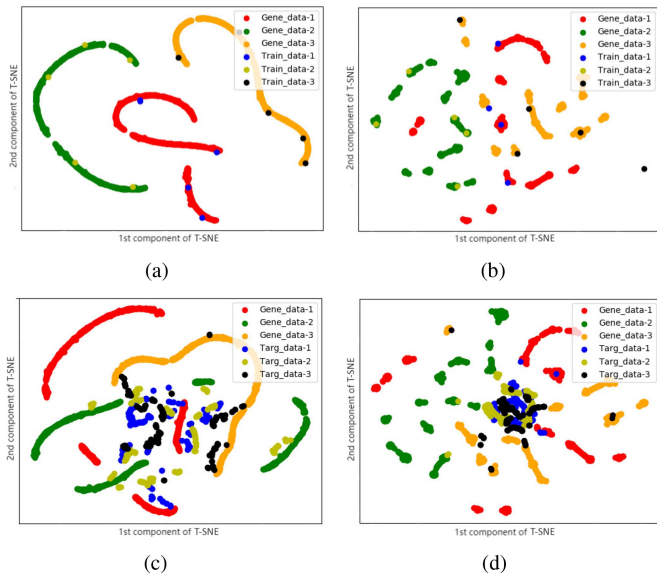 Gene_data-1
Gene_data-2
Gene_data-3
Train_data-1
Train_data-2
Train_data-3
2nd component of T-SNE
1st component of T-SNE
(a)
Gene_data-1
Gene_data-2
Gene_data-3
Train_data-1
Train_data-2
Train_data-3
2nd component of T-SNE
1st component of T-SNE
(b)
Gene_data-1
Gene_data-2
Gene_data-3
Targ_data-1
Targ_data-2
Targ_data-3
2nd component of T-SNE
1st component of T-SNE
(c)
Gene_data-1
Gene_data-2
Gene_data-3
Targ_data-1
Targ_data-2
Targ_data-3
2nd component of T-SNE
1st component of T-SNE
(d)